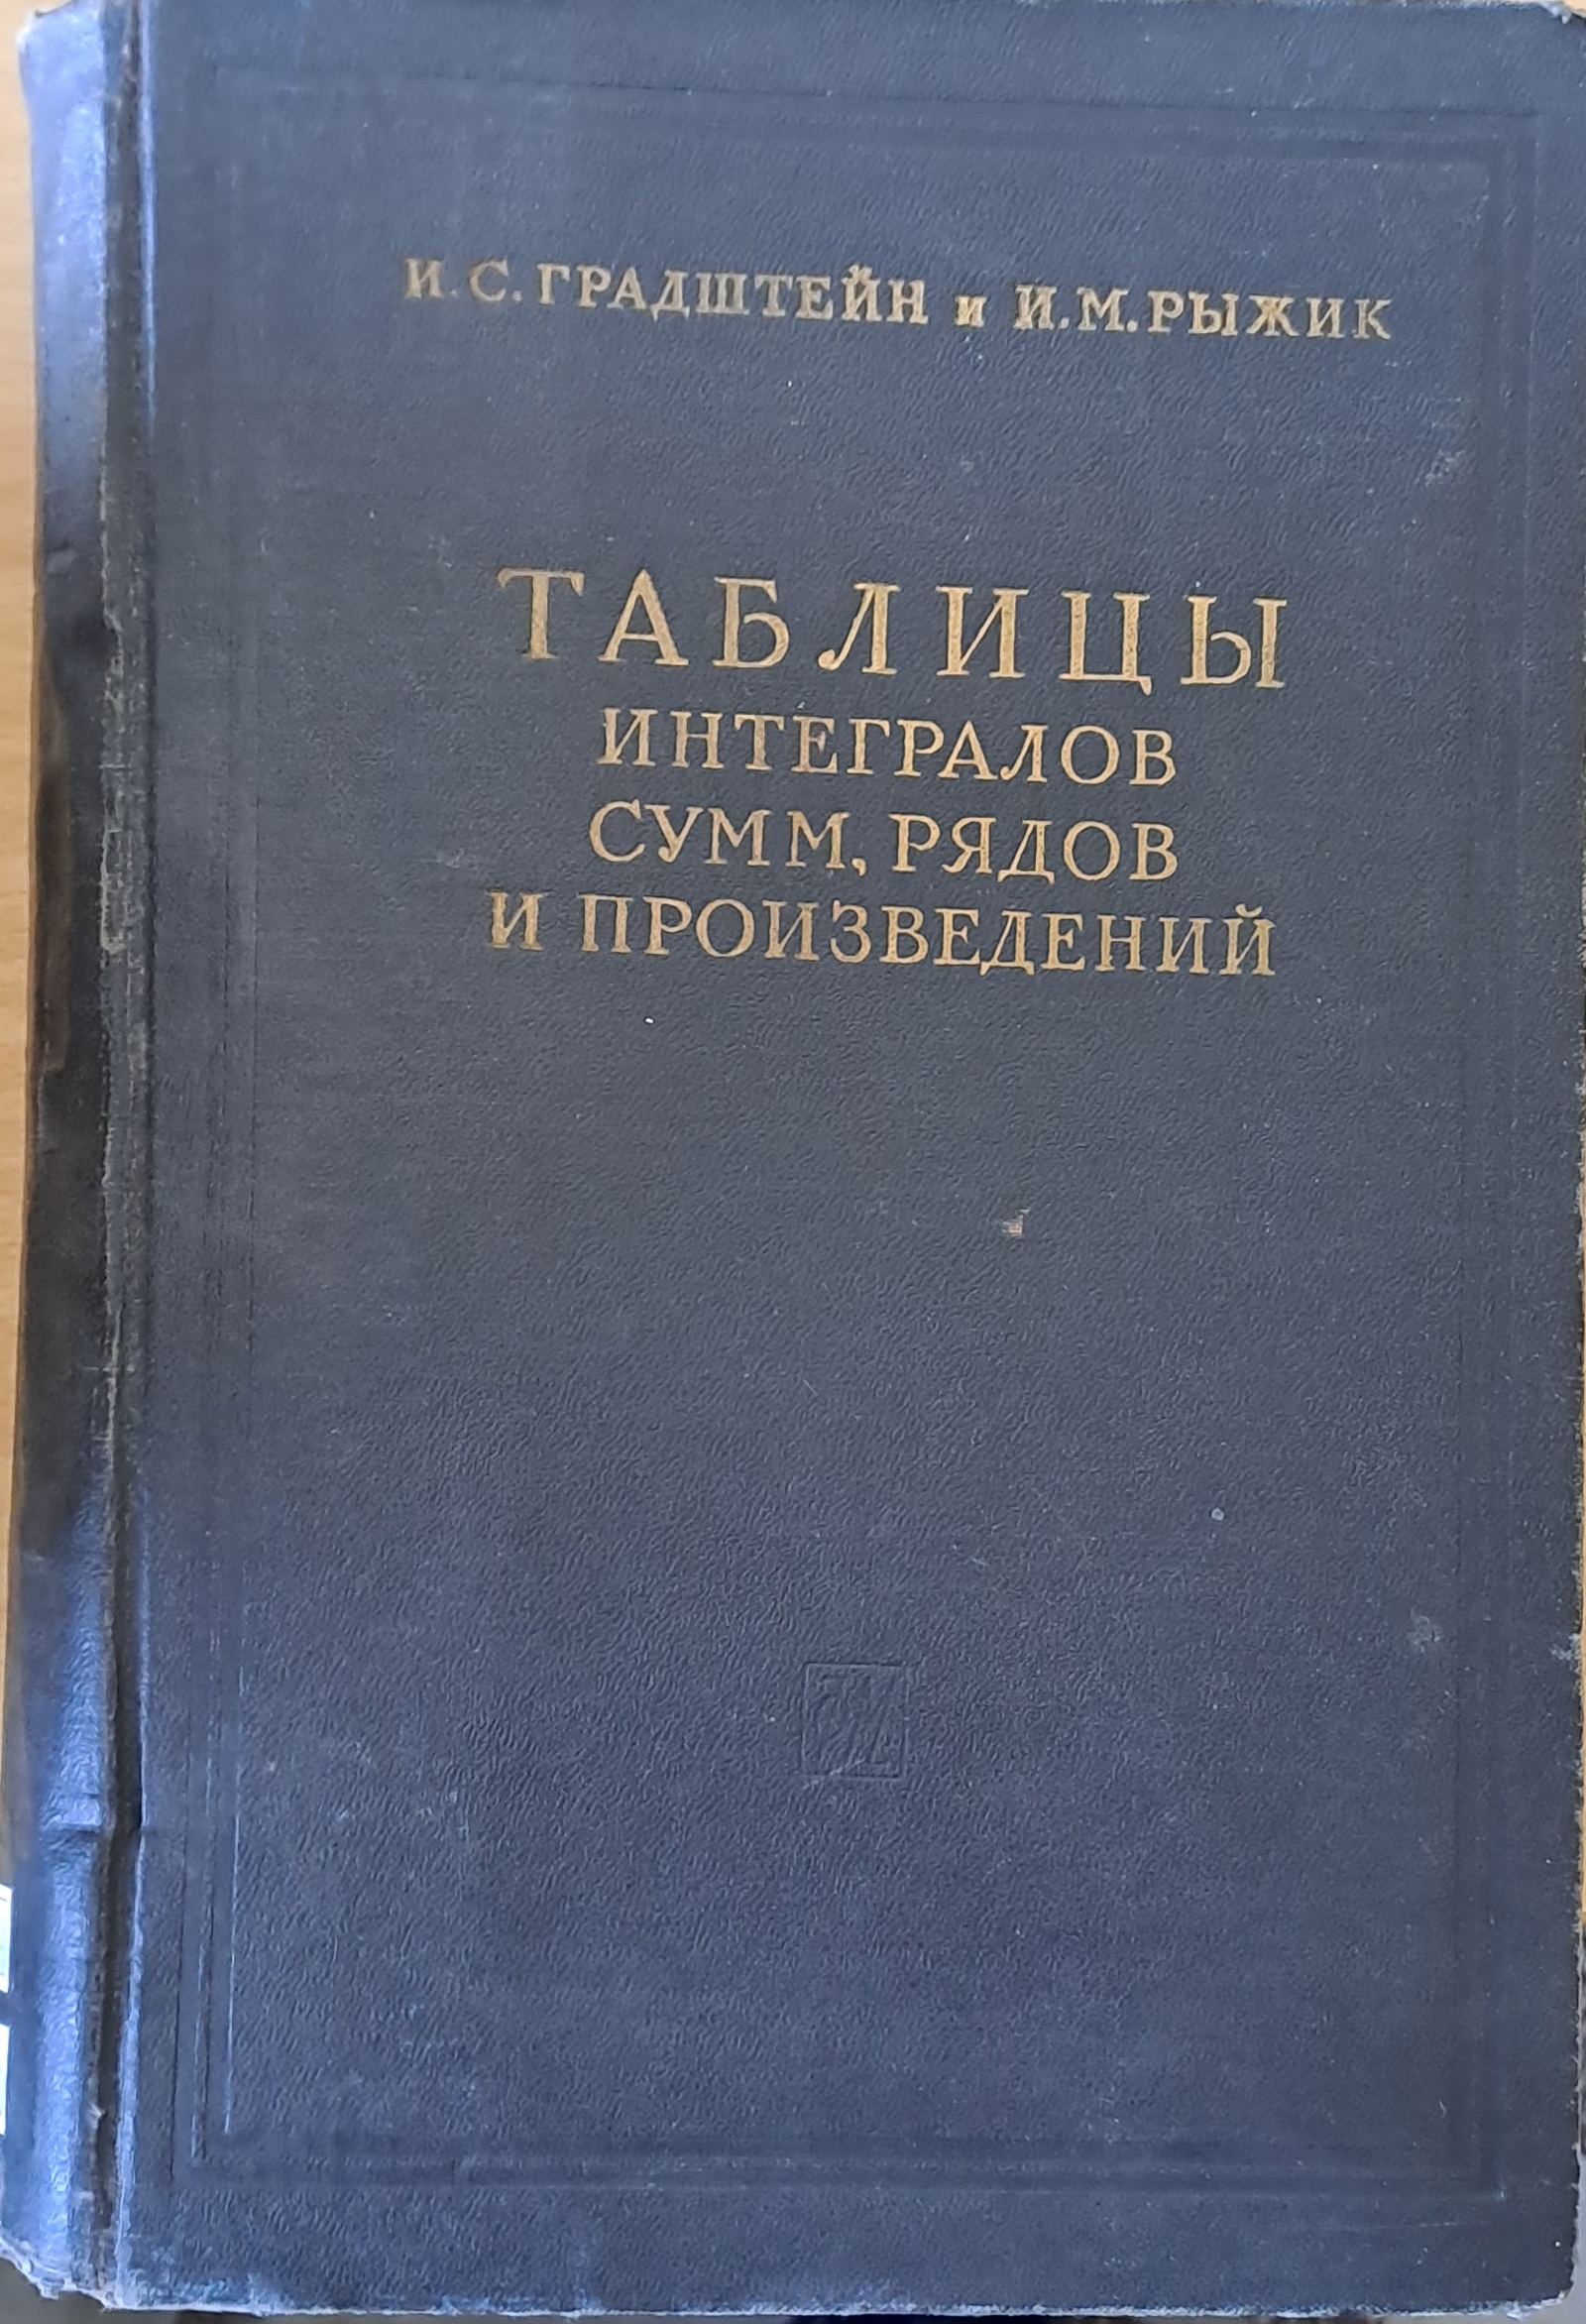 И. С. ГРАДШТЕЙН и И. М. РЫЖИК
ТАБЛИЦЫ
ИНТЕГРАЛОВ
СУММ, РЯДОВ
И ПРОИЗВЕДЕНИЙ